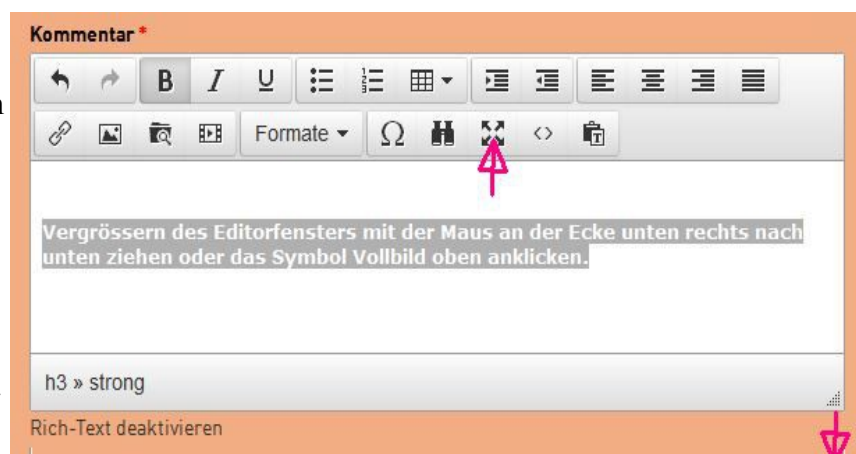 Kommentar *
B I U
Formate Ω <> T
Vergrössern des Editorfensters mit der Maus an der Ecke unten rechts nach
unten ziehen oder das Symbol Vollbild oben anklicken.
h3 » strong
Rich-Text deaktivieren